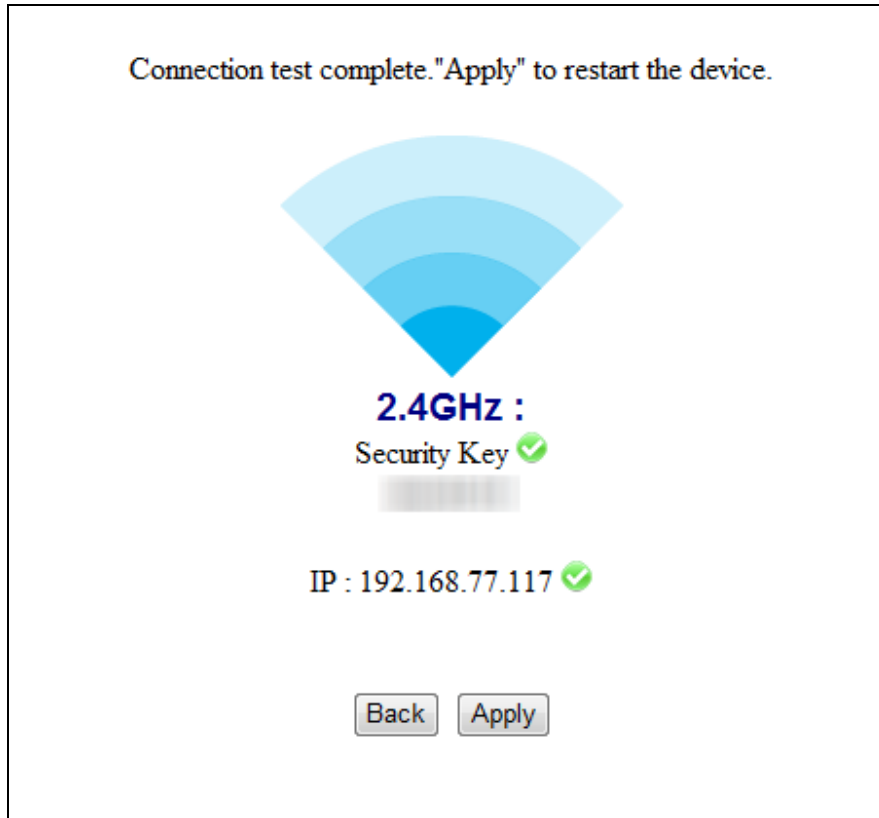 Connection test complete."Apply" to restart the device.
2.4GHz :
Security Key
IP : 192.168.77.117
Back Apply